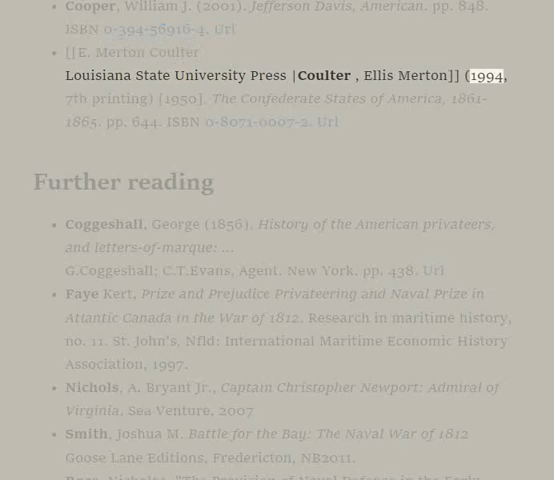 • Cooper, William J. (2001). Jefferson Davis, American. pp. 848.
ISBN 0-394-56916-4. Url
• [[E. Merton Coulter
Louisiana State University Press |Coulter , Ellis Merton]] (1994,
7th printing) [1950]. The Confederate States of America, 1861-
1865. pp. 644. ISBN 0-8071-0007-2. Url
Further reading
• Coggeshall, George (1856). History of the American privateers,
and letters-of-marque: ...
G.Coggeshall; C.T.Evans, Agent. New York. pp. 438. Url
• Faye Kert, Prize and Prejudice Privateering and Naval Prize in
Atlantic Canada in the War of 1812. Research in maritime history,
no. 11. St. John's, Nfld: International Maritime Economic History
Association, 1997.
• Nichols, A. Bryant Jr., Captain Christopher Newport: Admiral of
Virginia, Sea Venture, 2007
• Smith, Joshua M. Battle for the Bay: The Naval War of 1812
Goose Lane Editions, Fredericton, NB2011.